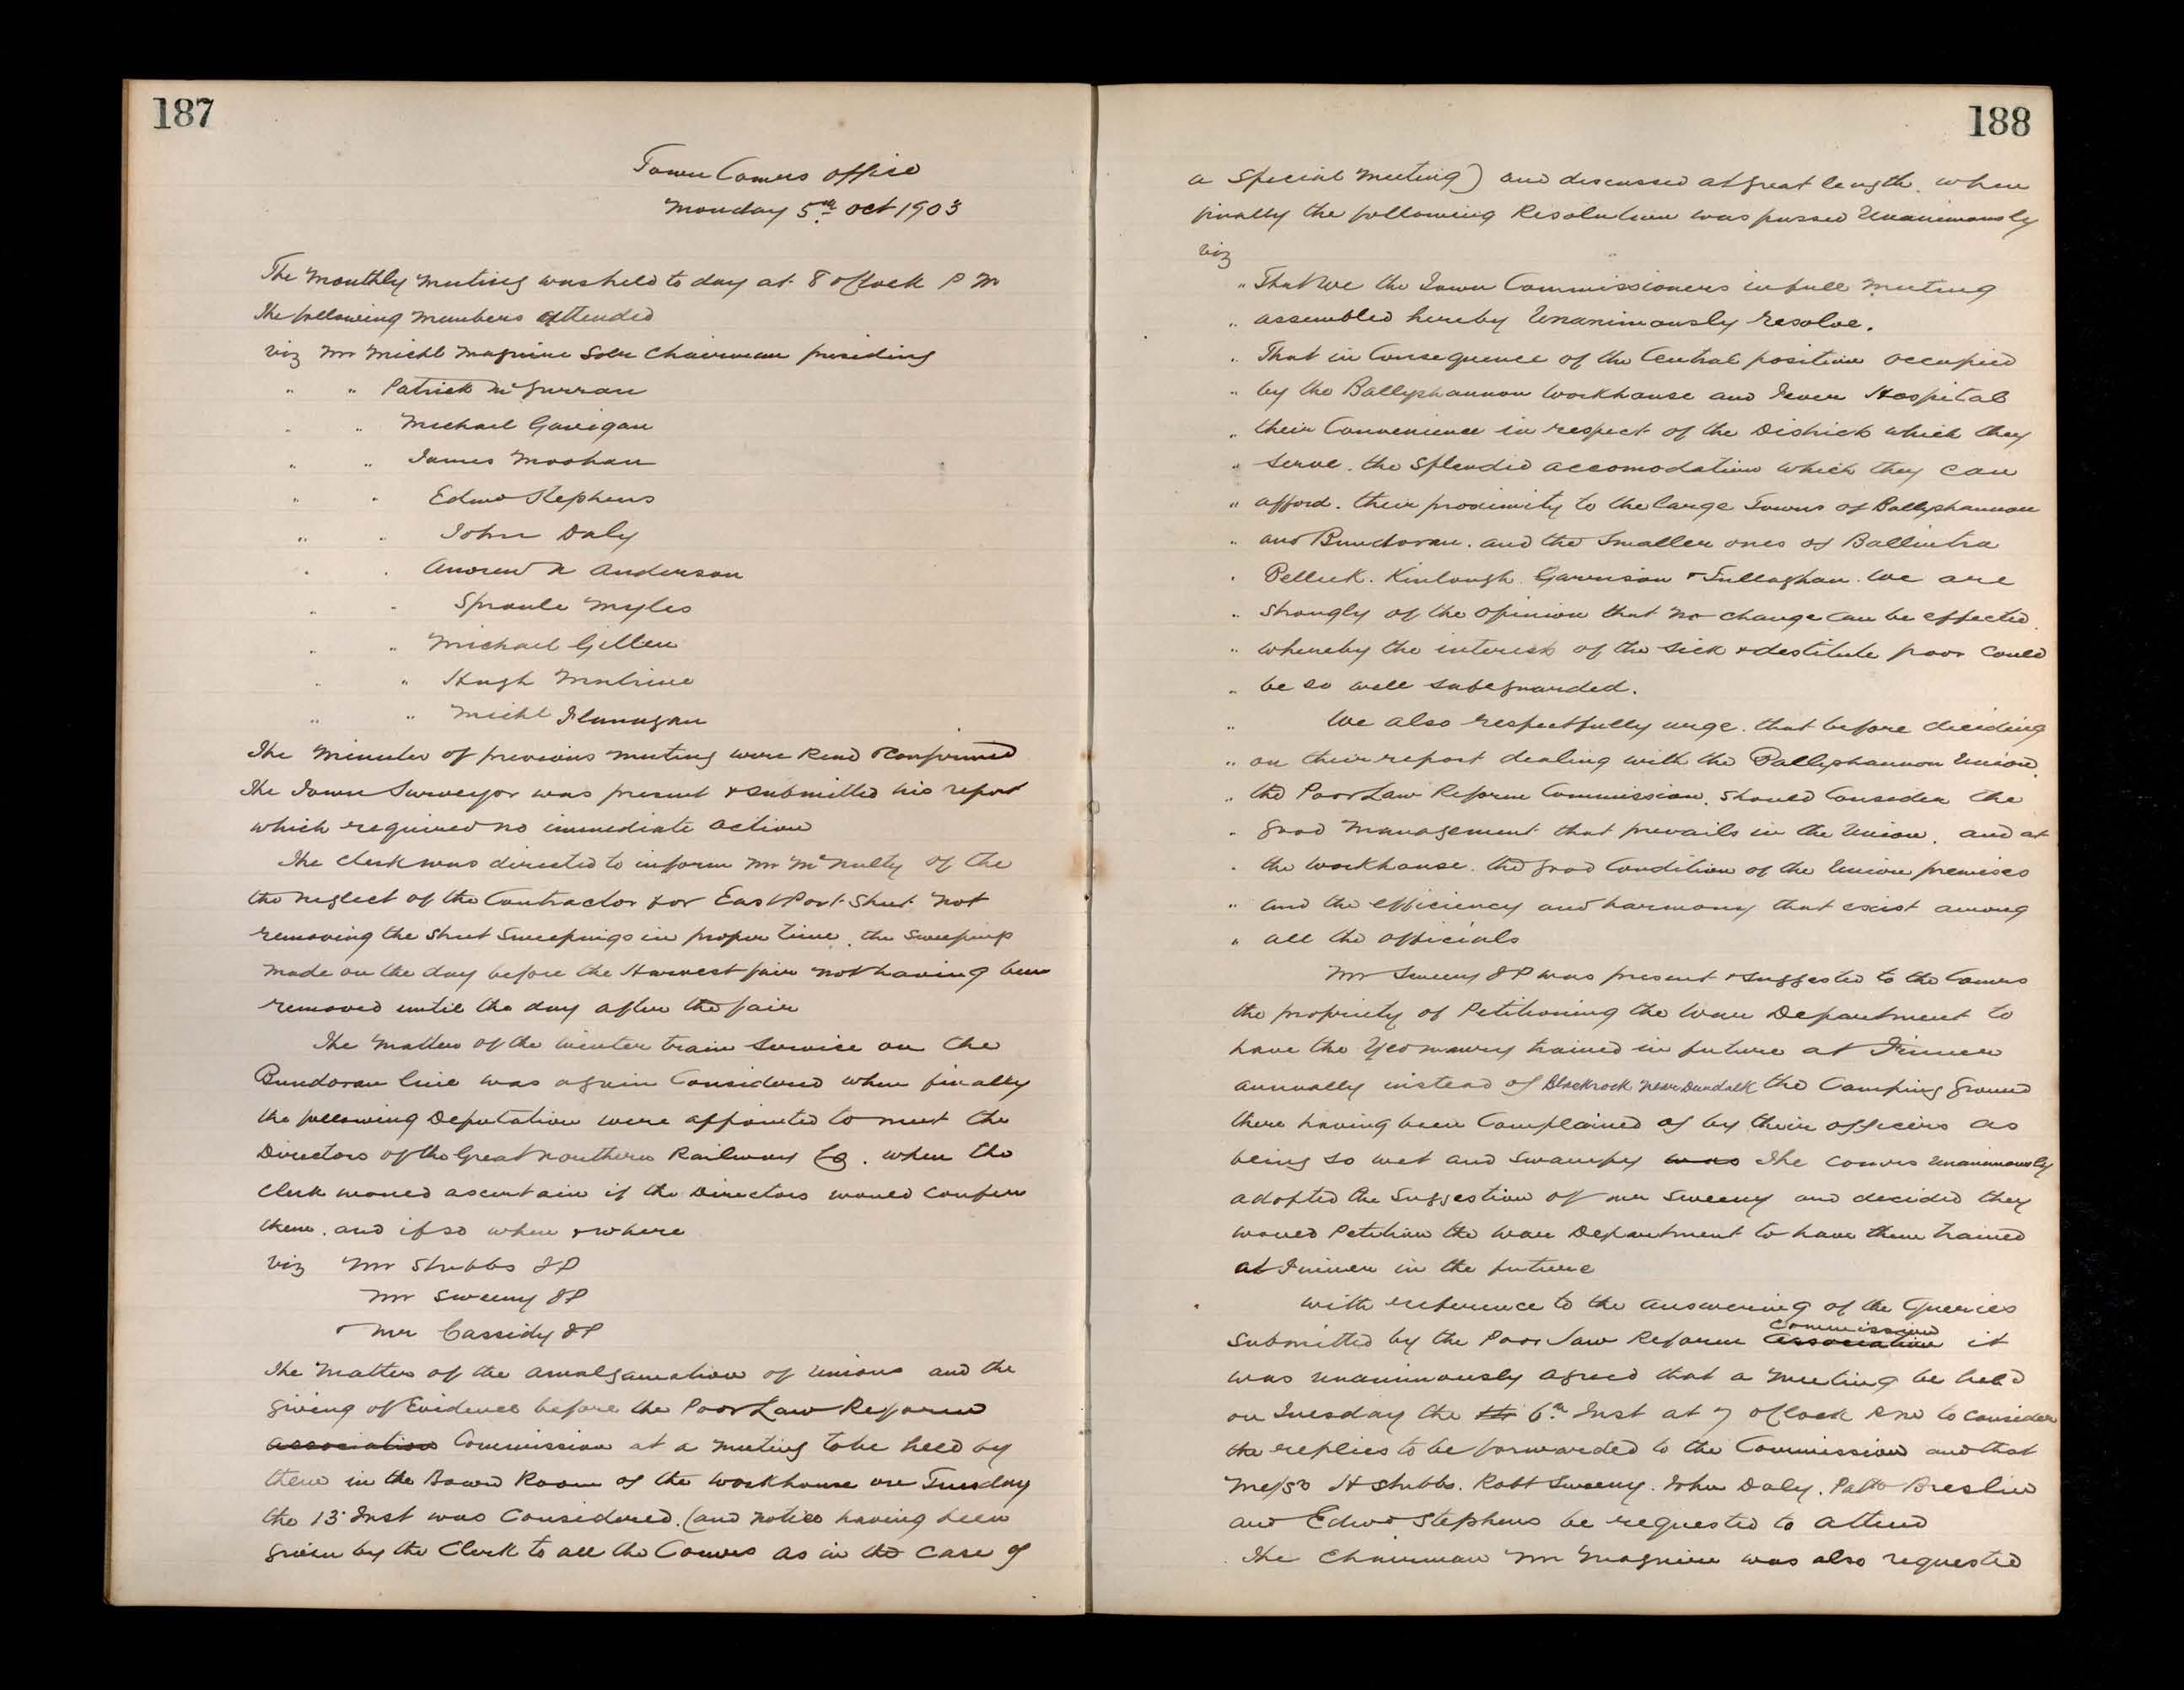 187
Town Comrs Office
Monday 5th Oct 1903
The Monthly Meeting was held to day at 8 oClock P M
The following Members attended
viz Mr Michl Maguire Solr Chairman presiding
" " Patrick McGurran
" " Michael Gavigan
" " James Moohan
" " Edwd Stephens
" " John Daly
" " Andrew N Anderson
" " Sproule Myles
" " Michael Gillen
" " Hugh
" " Michl Flanagan
The Minutes of previous meeting were Read & Confirmed
The Town Surveyor was present & submitted his report
which required no immediate action
The Clerk was directed to inform Mr McNulty of the
the neglect of the Contractor for East Port Street not
removing the Street Sweepings in proper time, the sweepings
made on the day before the Harvest fair not having been
removed until the day after the fair
The Matter of the Winter train Service on the
Bundoran line was again Considered when finally
the following Deputation were appointed to meet the
Directors of the Great Northern Railway Co. when the
Clerk would ascertain if the Directors would confer
them. and if so when & where
viz Mr Stubbs JP
Mr Sweeny JP
& Mr Cassidy JP
The Matter of the Amalgamation of Unions and the
giving of Evidence before the Poor Law Reform
association Commission at a meeting to be held by
them in the Board Room of the Workhouse on Tuesday
the 13 Inst was Considered. (and notice having been
given by the Clerk to all the Comrs as in the case of
188
a Special Meeting) and discussed at great length. when
finally the following Resolution was passed Unanimously
viz
" That We the Town Commissioners in full Meeting
" assembled hereby Unanimously resolve.
" That in Consequence of the Central position occupied
" by the Ballyshannon Workhouse and Fever Hospital
" their Convenience in respect of the District which they
" serve. the Splendid accomodation which they can
" afford. their proximity to the large Towns of Ballyshannon
" and Bundoran. and the Smaller ones of Ballintra
" Belleek. Kinlough Garrison & Tullaghan. We are
" strongly of the opinion that no change can be effected
" whereby the interests of the sick & destitute poor could
" be so well safeguarded.
" We also respectfully urge. that before deciding
" on their report dealing with the Ballyshannon Union
" the Poor Law Reform Commission. should Consider the
" good Management that prevails in the Union. and at
" the Workhouse. the good Condition of the Union premises
" and the efficiency and harmony that exist among
" all the officials
Mr Sweeny JP was present & suggested to the Comrs
the propriety of Petitioning the War Department to
have the Yeomanry trained in future at Finner
annually instead of Blackrock near Dundalk the Camping Ground
there having been Complained of by their officers as
being so wet and swampy was The Comrs unanimously
adopted the Suggestion of Mr Sweeny and decided they
would Petition the War Department to have them trained
at Finner in the future
With reference to the answering of the Queries
Commission
submitted by the Poor Law Reform association it
was unanimously agreed that a Meeting be held
on Tuesday the 6th Inst at 7 oClock P M to consider
the replies to be forwarded to the Commission and that
Messrs H Stubbs. Robt Sweeny. John Daly. Patk Breslin
and Edwd Stephens be requested to attend
The Chairman Mr Maguire was also requested